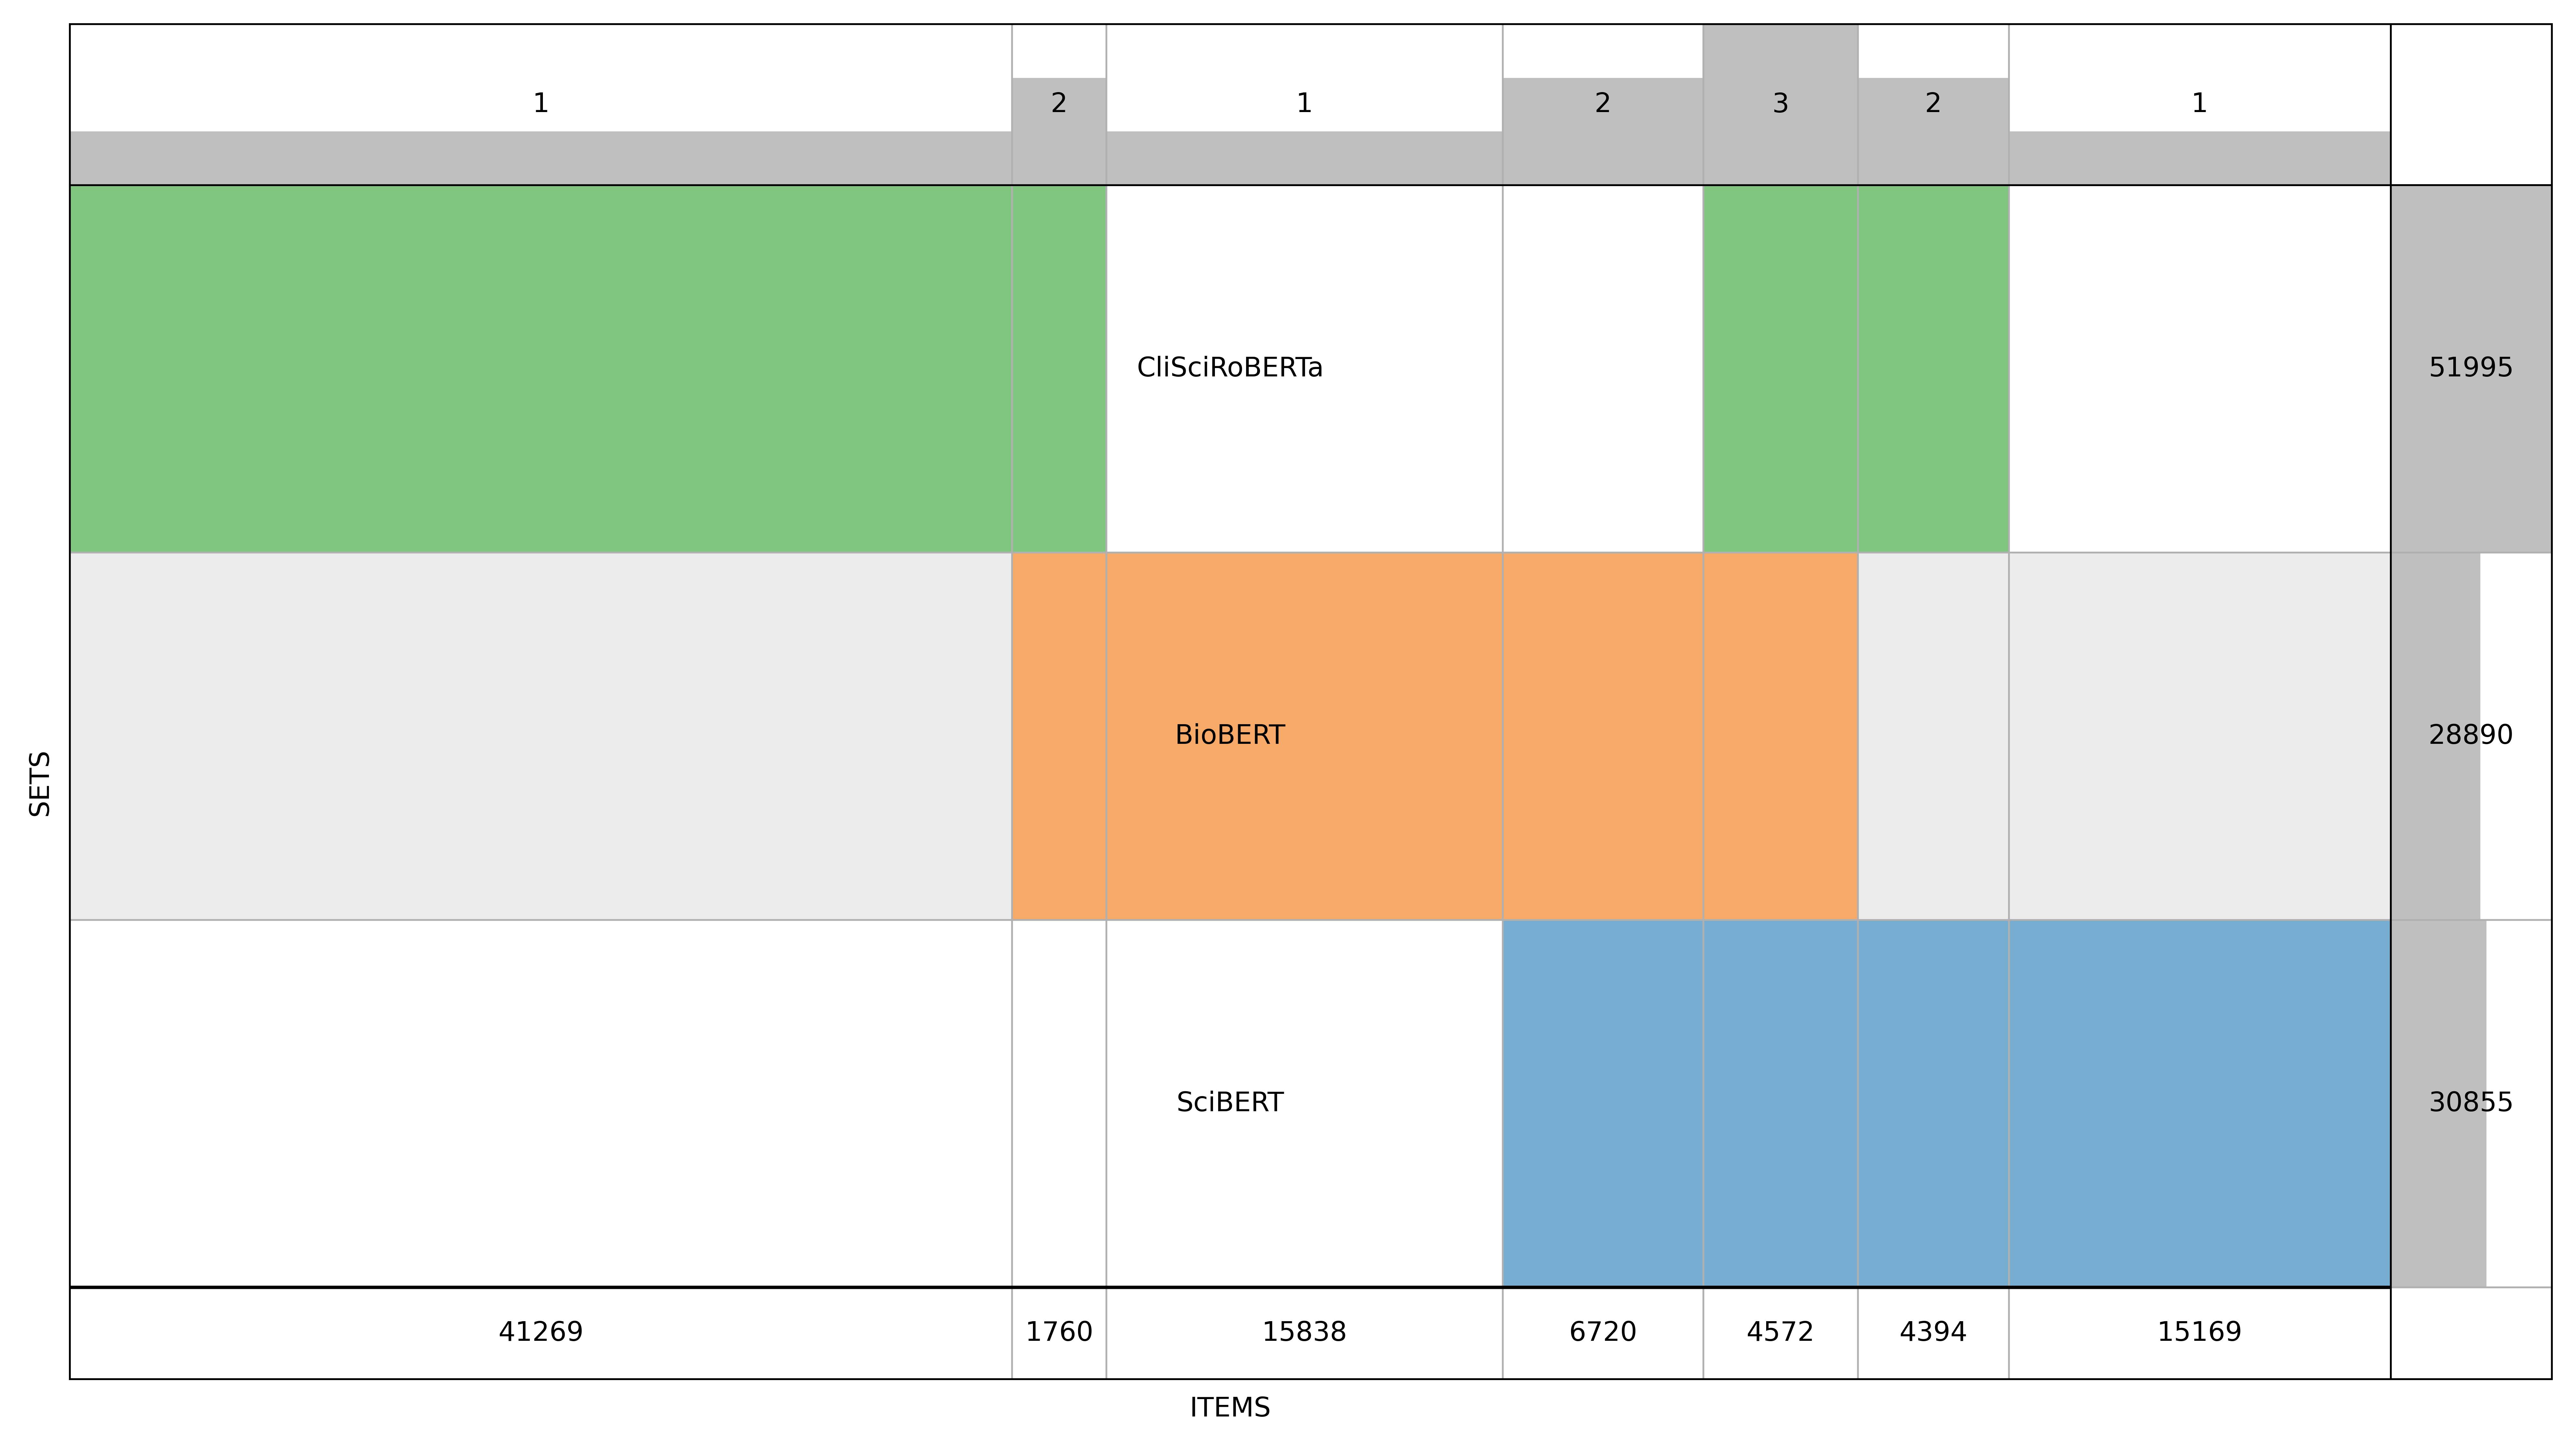 1 2 1 2 3 2 1
CliSciRoBERTa 51995
BioBERT 28890
SciBERT 30855
41269 1760 15838 6720 4572 4394 15169
SETS
ITEMS